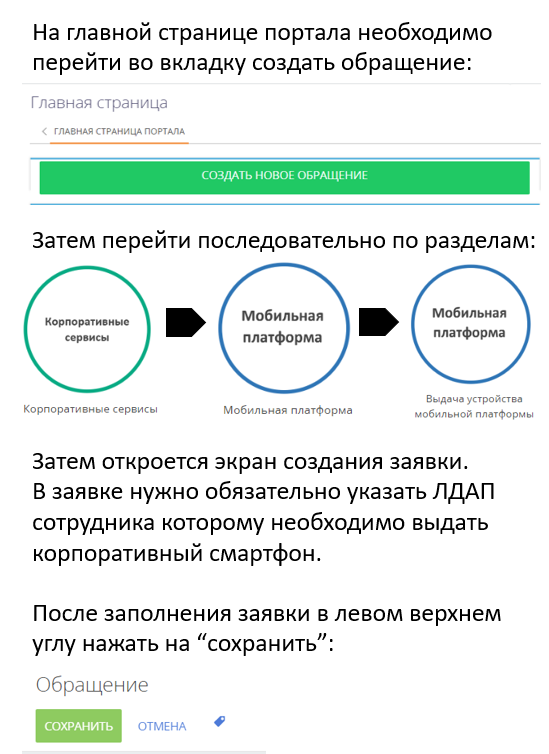 На главной странице портала необходимо
перейти во вкладку создать обращение:
Главная страница
ГЛАВНАЯ СТРАНИЦА ПОРТАЛА
СОЗДАТЬ НОВОЕ ОБРАЩЕНИЕ
Затем перейти последовательно по разделам:
Корпоративные
сервисы
Мобильная
платформа
Мобильная
платформа
Корпоративные сервисы
Мобильная платформа
Выдача устройства
мобильной платформы
Затем откроется экран создания заявки.
В заявке нужно обязательно указать ЛДАП
сотрудника которому необходимо выдать
корпоративный смартфон.
После заполнения заявки в левом верхнем
углу нажать на “сохранить”:
Обращение
СОХРАНИТЬ ОТМЕНА